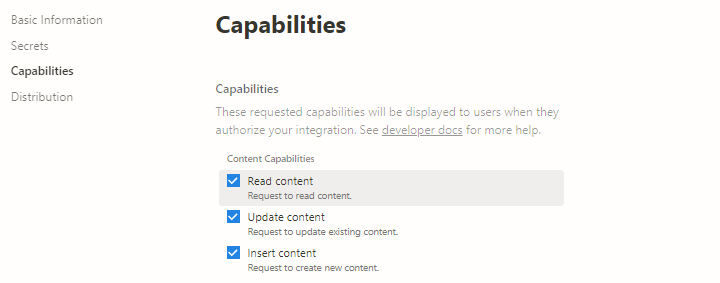 Basic Information
Secrets
Capabilities
Distribution
Capabilities
Capabilities
These requested capabilities will be displayed to users when they
authorize your integration. See developer docs for more help.
Content Capabilities
Read content
Request to read content.
Update content
Request to update existing content.
Insert content
Request to create new content.